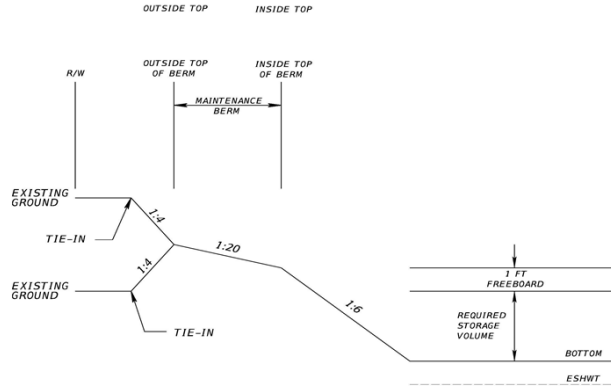 OUTSIDE TOP
INSIDE TOP
R/W
OUTSIDE TOP
OF BERM
INSIDE TOP
OF BERM
MAINTENANCE
BERM
EXISTING
GROUND
1:4
TIE-IN
1:20
1:4
EXISTING
GROUND
TIE-IN
1:6
1 FT
FREEBOARD
REQUIRED
STORAGE
VOLUME
BOTTOM
ESHWT